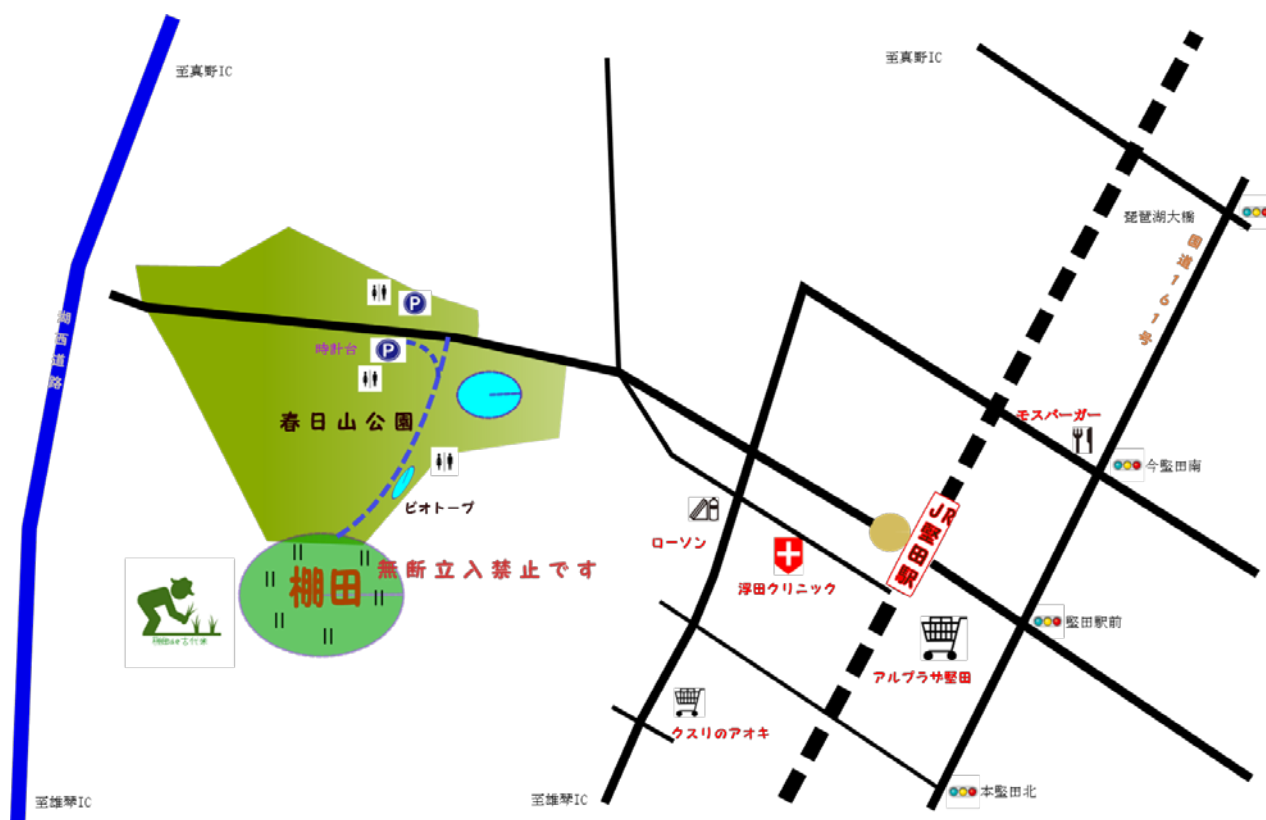 至真野IC
至真野IC
琵琶湖大橋
国道161号
湖西道路
P
P
時計台
春日山公園
モスバーガー
今堅田南
ビオトープ
ローソン
JR堅田駅
無断立入禁止です
棚田
浮田クリニック
堅田駅前
アルプラザ堅田
クスリのアオキ
至雄琴IC
至雄琴IC
本堅田北